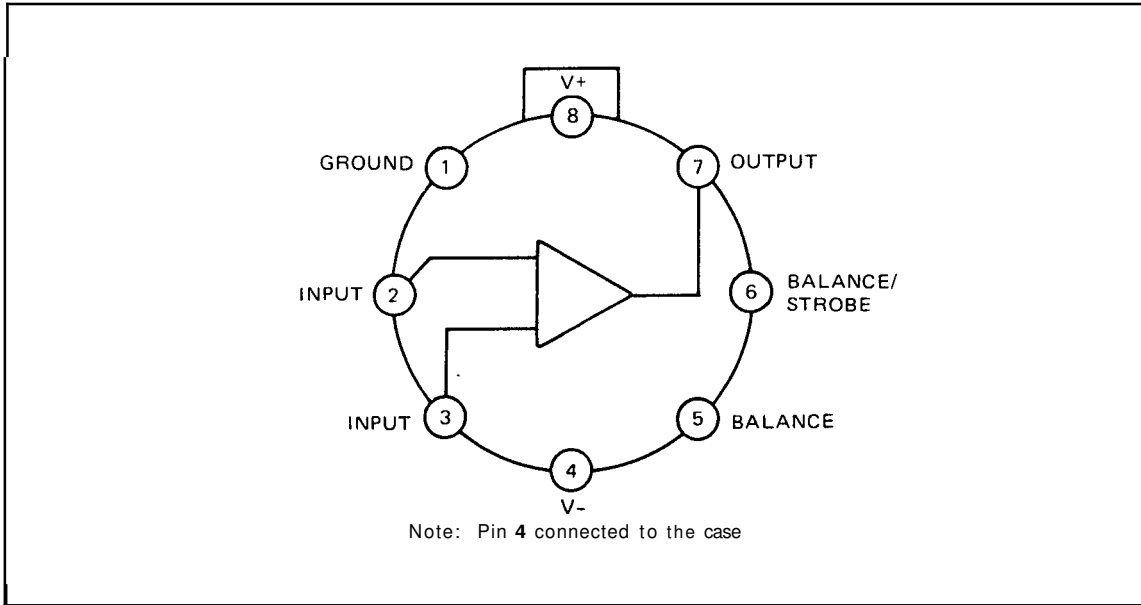 V+
8
GROUND 1
7 OUTPUT
INPUT 2
6 BALANCE/
STROBE
INPUT 3
5 BALANCE
4
V-
Note: Pin 4 connected to the case